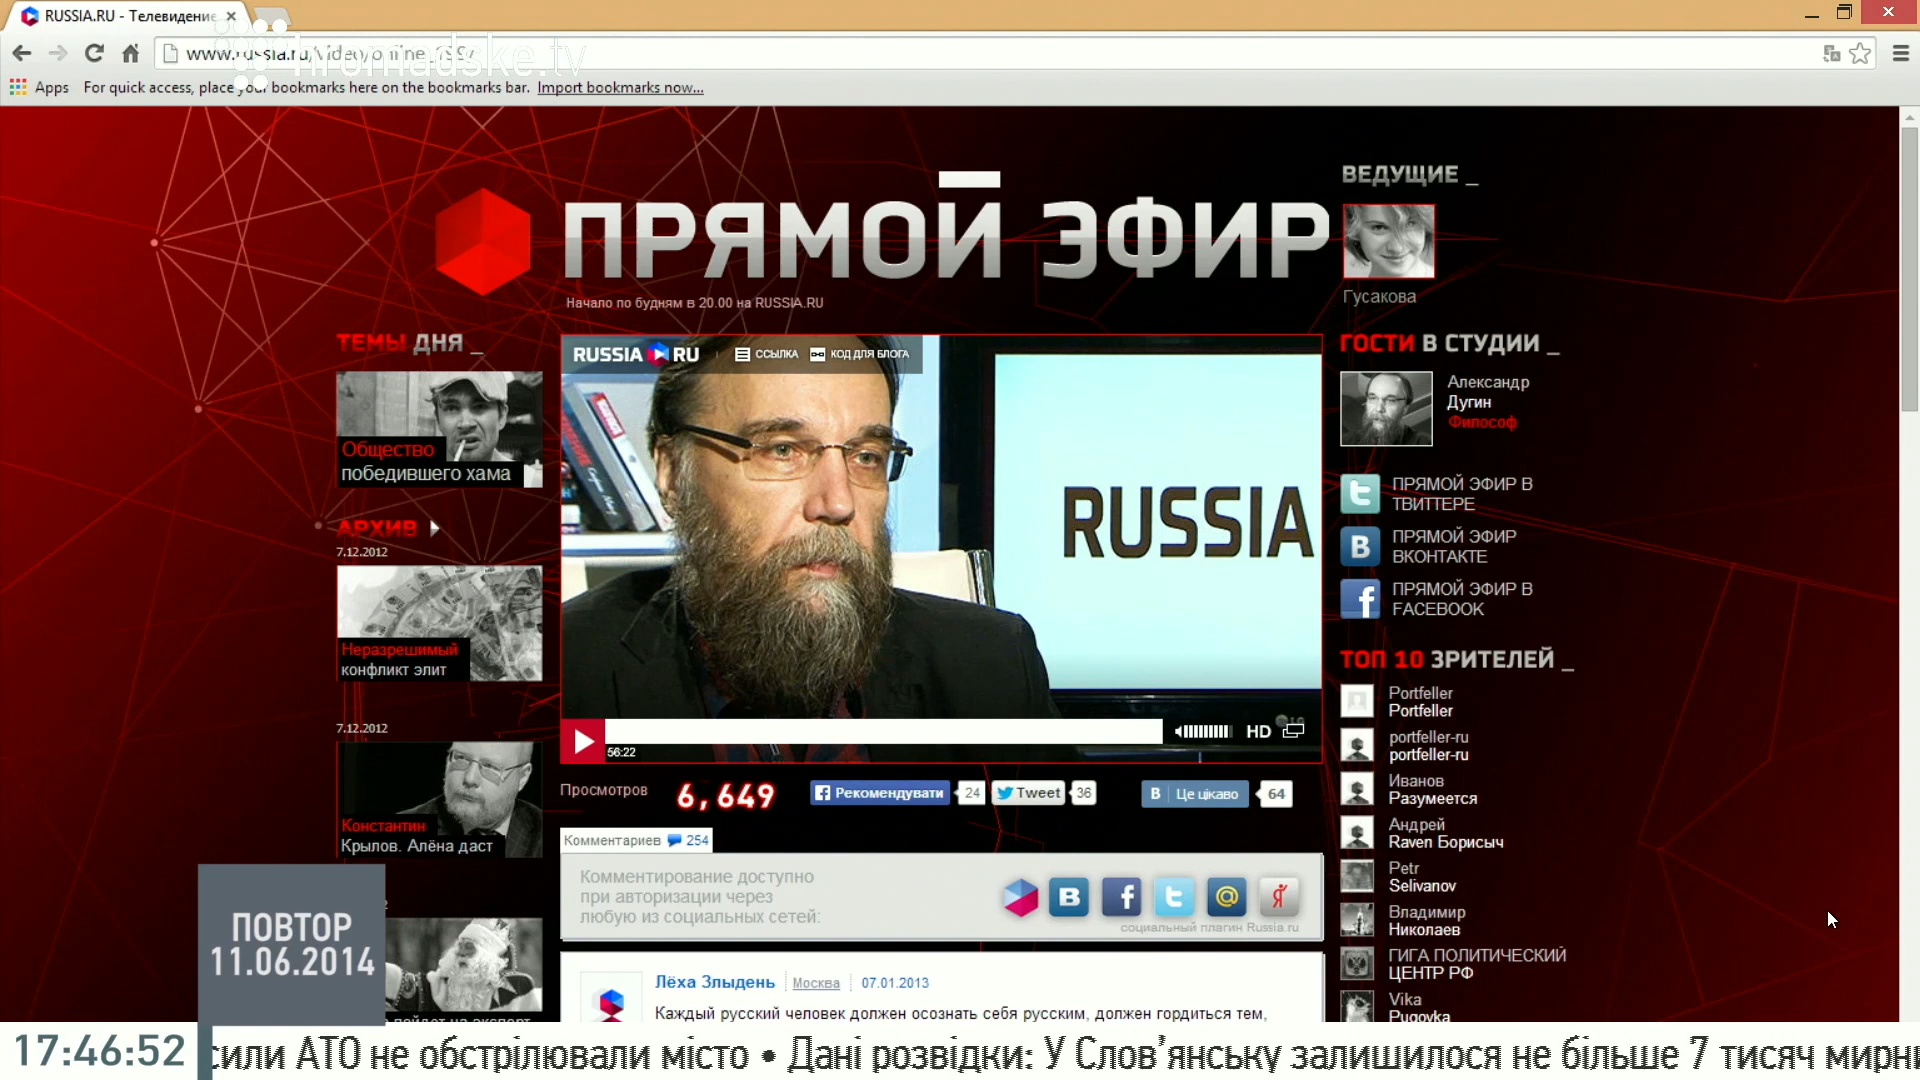 RUSSIA.RU - Телевидение
hromadske.tv
www.russia.ru/video/online_
Apps For quick access, place your bookmarks here on the bookmarks bar. Import bookmarks now...
ПРЯМОЙ ЭФИР
Начало по будням в 20.00 на RUSSIA.RU
ВЕДУЩИЕ _
Гусакова
ТЕМЫ ДНЯ _
Общество
победившего хама
АРХИВ
7.12.2012
Неразрешимый
конфликт элит
7.12.2012
Константин
Крылов. Алёна даст
RUSSIA RU ССЫЛКА КОД ДЛЯ БЛОГА
RUSSIA
56:22
HD
Просмотров 6,649 Рекомендувати 24 Tweet 36 В Це цікаво 64
Комментариев 254
Комментирование доступно
при авторизации через
любую из социальных сетей:
социальный плагин Russia.ru
Лёха Злыдень Москва 07.01.2013
Каждый русский человек должен осознать себя русским, должен гордиться тем,
ГОСТИ В СТУДИИ _
Александр
Дугин
Философ
ПРЯМОЙ ЭФИР В
ТВИТТЕРЕ
ПРЯМОЙ ЭФИР
ВКОНТАКТЕ
ПРЯМОЙ ЭФИР В
FACEBOOK
ТОП 10 ЗРИТЕЛЕЙ _
Portfeller
Portfeller
portfeller-ru
portfeller-ru
Иванов
Разумеется
Андрей
Raven Борисыч
Petr
Selivanov
Владимир
Николаев
ГИГА ПОЛИТИЧЕСКИЙ
ЦЕНТР РФ
Vika
Pugovka
ПОВТОР
11.06.2014
17:46:52 сили АТО не обстрілювали місто • Дані розвідки: У Слов’янську залишилося не більше 7 тисяч мирн